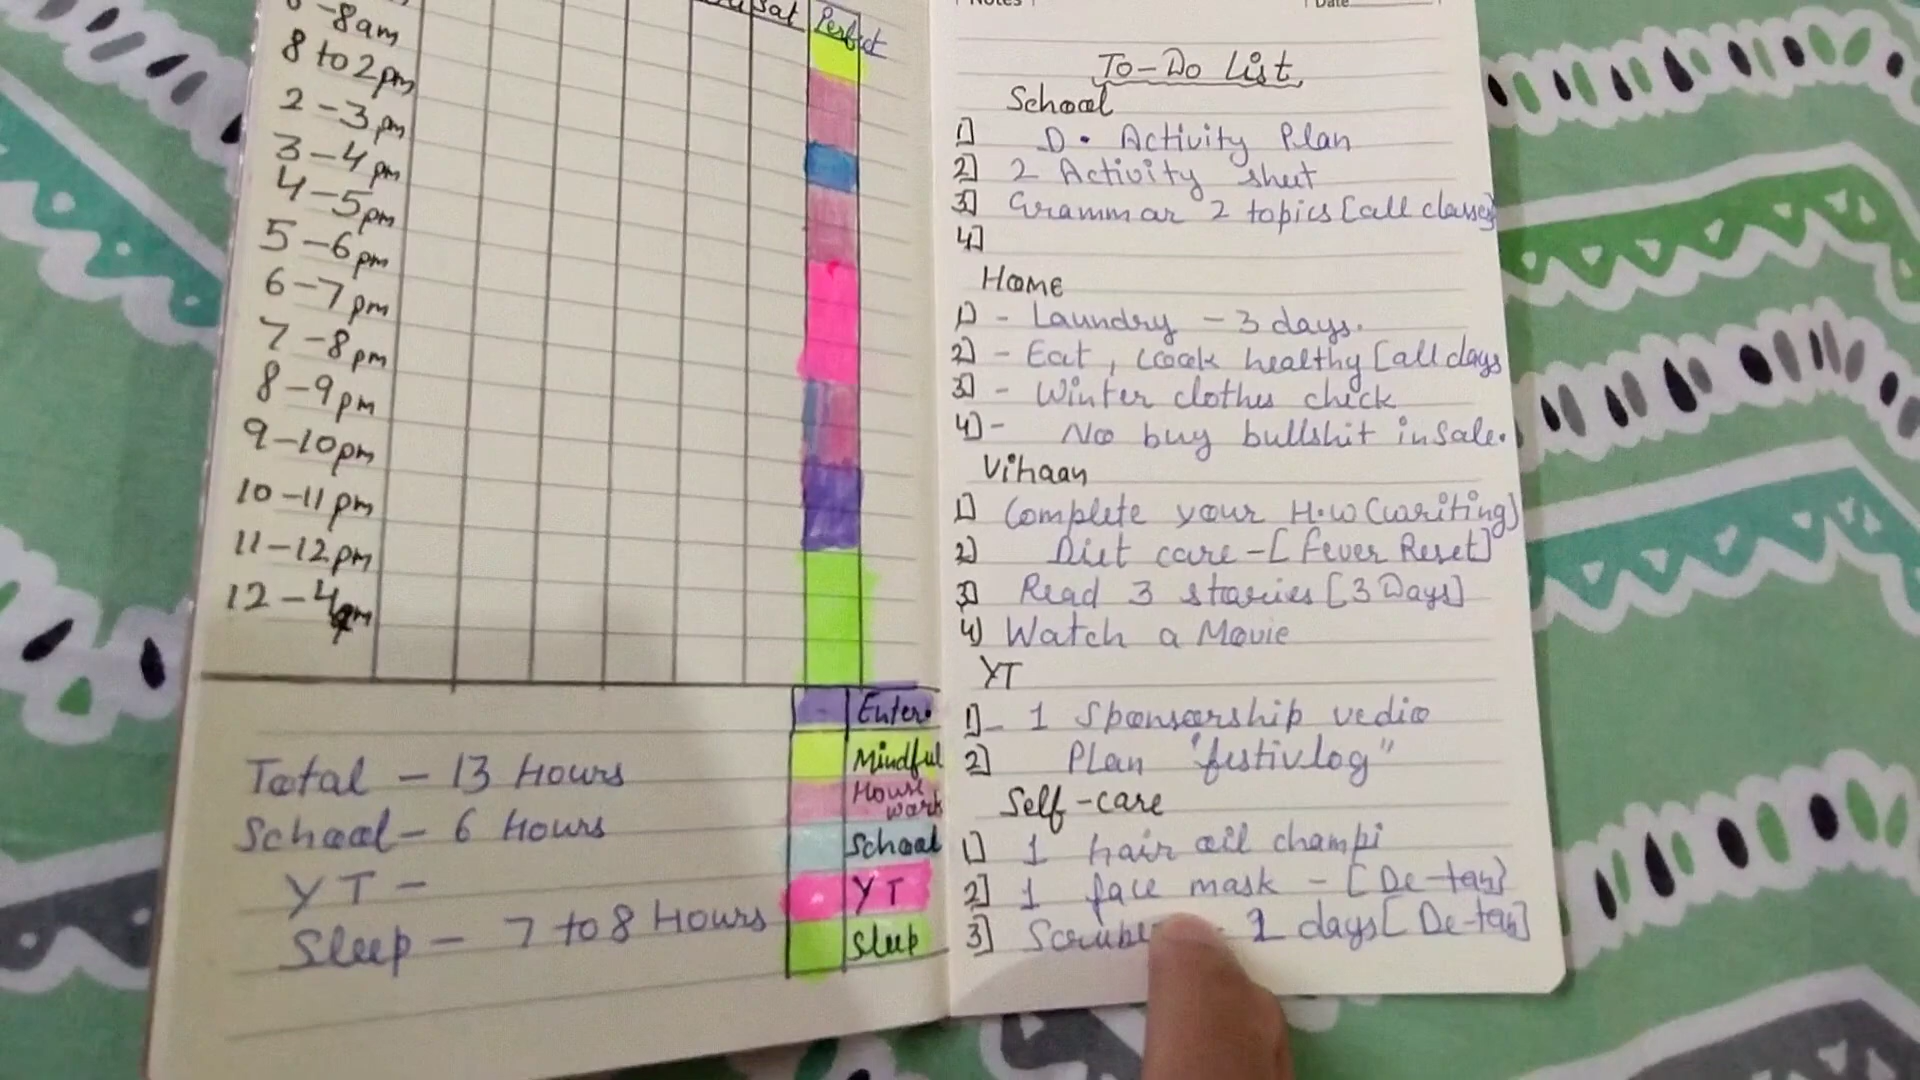 Sat Perfect
-8am
8 to 2pm
2 -3pm
3 -4pm
4 -5pm
5 -6pm
6 -7pm
7 -8pm
8 -9pm
9 -10pm
10 -11pm
11 -12pm
12 -4am
Enter.
Mindful
House
work
School
YT
Sleep
Total - 13 Hours
School - 6 Hours
YT -
Sleep - 7 to 8 Hours
Notes
Date
To-Do List
School
1] D. Activity Plan
2] 2 Activity sheet
3] Grammar 2 topics [all classes]
4]
Home
1) - Laundry - 3 days.
2) - Eat, cook healthy [all days
3) - Winter clothes check
4) - No buy bullshit in Sale.
Vihaan
1) Complete your H.w (writing)
2) Diet care - [Fever Reset]
3) Read 3 stories [3 Days]
4) Watch a Movie
YT
1] - 1 Sponsorship vedio
2] Plan "festivlog"
Self-care
1) 1 hair oil champi
2] 1 face mask - [De-tan]
3] - 2 days [De-tan]